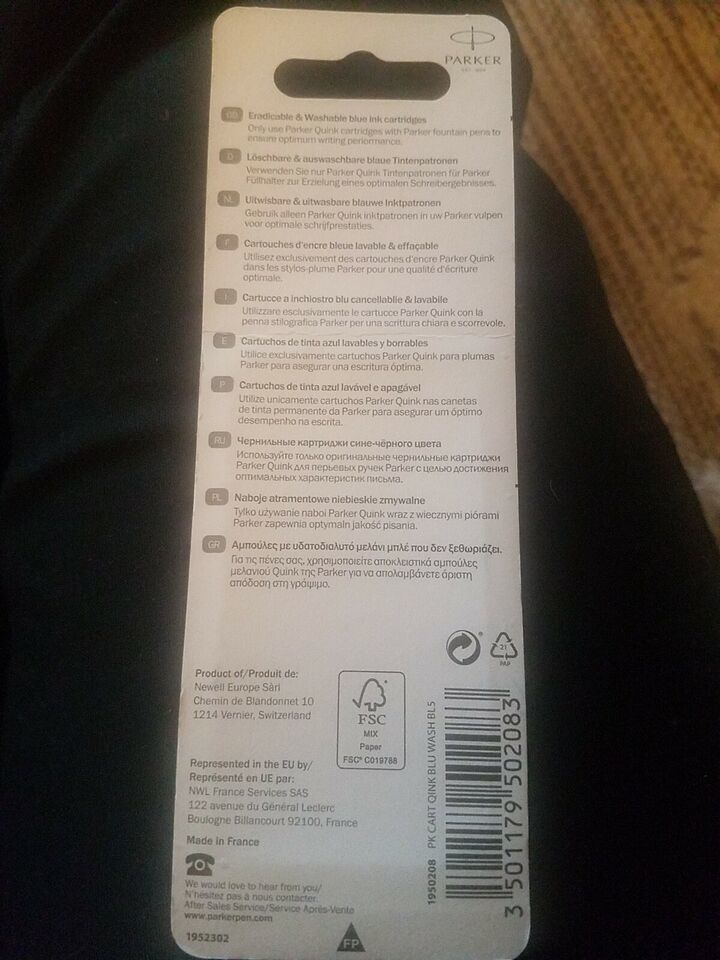 PARKER
GB Eradicable & Washable blue ink cartridges
Only use Parker Quink cartridges with Parker fountain pens to
ensure optimum writing performance.
D Löschbare & auswaschbare blaue Tintenpatronen
Verwenden Sie nur Parker Quink Tintenpatronen für Parker
Füllhalter zur Erzielung eines optimalen Schreibergebnisses.
NL Uitwisbare & uitwasbare blauwe Inktpatronen
Gebruik alleen Parker Quink inktpatronen in uw Parker vulpen
voor optimale schrijfprestaties.
F Cartouches d'encre bleue lavable & effaçable
Utilisez exclusivement des cartouches d'encre Parker Quink
dans les stylos-plume Parker pour une qualité d'écriture
optimale.
I Cartucce a inchiostro blu cancellablie & lavabile
Utilizzare esclusivamente le cartucce Parker Quink con la
penna stilografica Parker per una scrittura chiara e scorrevole.
E Cartuchos de tinta azul lavables y borrables
Utilice exclusivamente cartuchos Parker Quink para plumas
Parker para asegurar una escritura óptima.
P Cartuchos de tinta azul lavável e apagável
Utilize unicamente cartuchos Parker Quink nas canetas
de tinta permanente da Parker para asegurar um óptimo
desempenho na escrita.
RU Чернильные картриджи сине-чёрного цвета
Используйте только оригинальные чернильные картриджи
Parker Quink для перьевых ручек Parker с целью достижения
оптимальных характеристик письма.
PL Naboje atramentowe niebieskie zmywalne
Tylko używanie naboi Parker Quink wraz z wiecznymi piórami
Parker zapewnia optymaln jakość pisania.
GR Αμπούλες με υδατοδιαλυτό μελάνι μπλέ που δεν ξεθωριάζει.
Για τις πένες σας, χρησιμοποιείτε αποκλειστικά αμπούλες
μελανιού Quink της Parker για να απολαμβάνετε άριστη
απόδοση στη γράψιμο.
21
PAP
Product of/Produit de:
Newell Europe Sàrl
Chemin de Blandonnet 10
1214 Vernier, Switzerland
FSC
MIX
Paper
FSC® C019788
Represented in the EU by/
Représenté en UE par:
NWL France Services SAS
122 avenue du Général Leclerc
Boulogne Billancourt 92100, France
Made in France
We would love to hear from you/
N'hésitez pas à nous contacter.
After Sales Service/Service Après-Vente
www.parkerpen.com
1952302
FP
1950208 PK CART QINK BLU WASH BL5
3 501179 502083